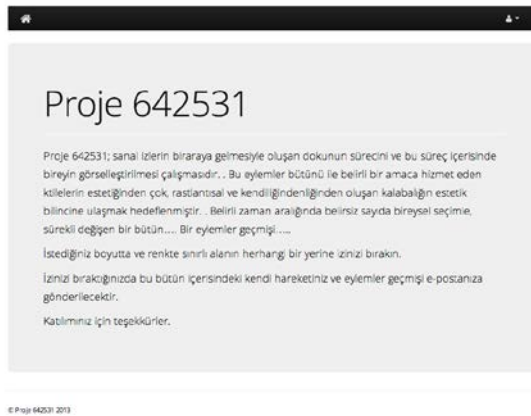 Proje 642531
Proje 642531; sanal izlerin biraraya gelmesiyle oluşan dokunun sürecini ve bu süreç içerisinde
bireyin görselleştirilmesi çalışmasıdır. . Bu eylemler bütünü ile belirli bir amaca hizmet eden
ktilelerin estetiğinden çok, rastlantısal ve kendiliğindenliğinden oluşan kalabalığın estetik
bilincine ulaşmak hedeflenmiştir. . Belirli zaman aralığında belirsiz sayıda bireysel seçimle,
sürekli değişen bir bütün.... Bir eylemler geçmişi.....
İstediğiniz boyutta ve renkte sınırlı alanın herhangi bir yerine izinizi bırakın.
İzinizi bıraktığınızda bu bütün içerisindeki kendi hareketiniz ve eylemler geçmişi e-postanıza
gönderilecektir.
Katılımınız için teşekkürler.
© Proje 642531 2013